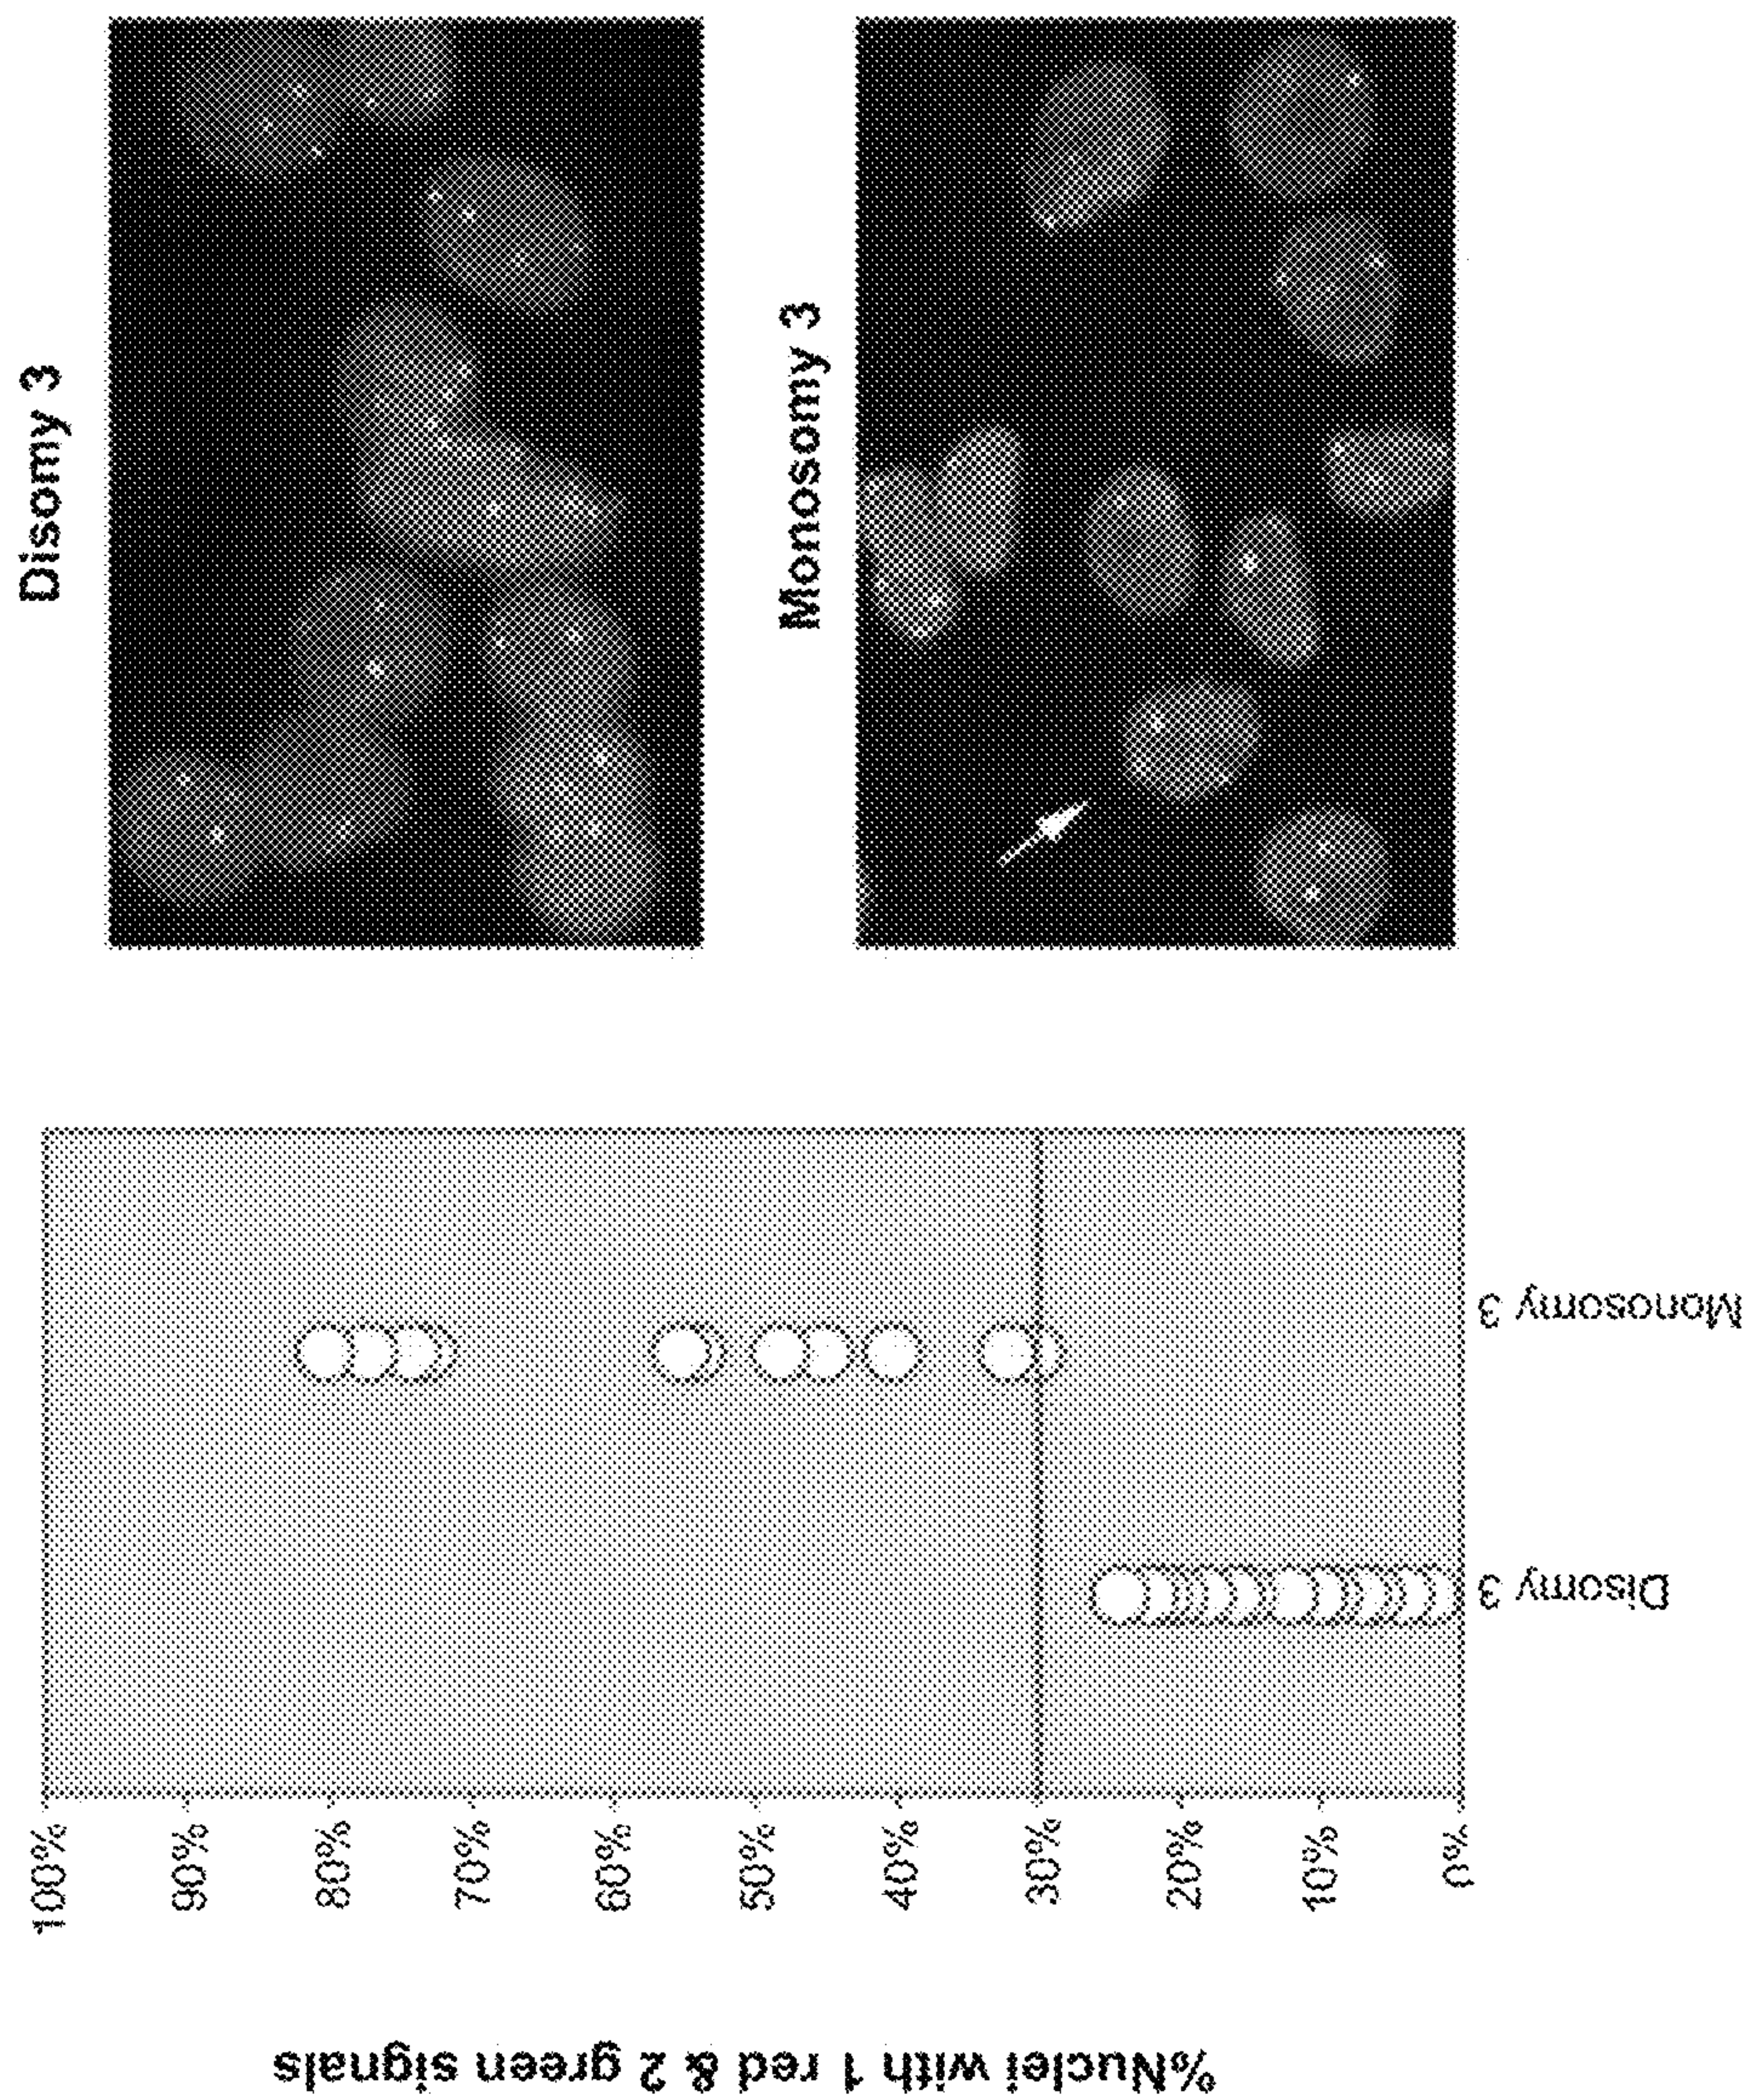 %Nuclei with 1 red & 2 green signals
100%
90%
80%
70%
60%
50%
40%
30%
20%
10%
0%
Disomy 3
Monosomy 3
Disomy 3
Monosomy 3